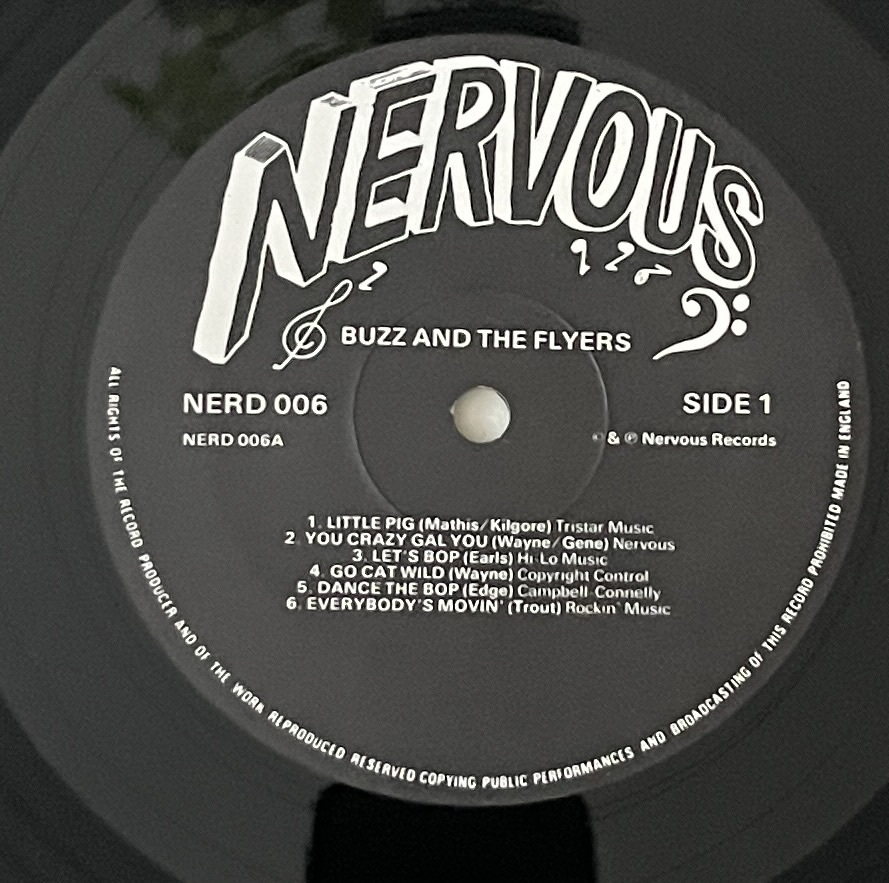 NERVOUS
BUZZ AND THE FLYERS
NERD 006
SIDE 1
NERD 006A
© & ℗ Nervous Records
1. LITTLE PIG (Mathis/Kilgore) Tristar Music
2. YOU CRAZY GAL YOU (Wayne/Gene) Nervous
3. LET'S BOP (Earls) Hi-Lo Music
4. GO CAT WILD (Wayne) Copyright Control
5. DANCE THE BOP (Edge) Campbell-Connelly
6. EVERYBODY'S MOVIN' (Trout) Rockin' Music
ALL RIGHTS OF THE RECORD PRODUCER AND OF THE WORK REPRODUCED RESERVED COPYING PUBLIC PERFORMANCES AND BROADCASTING OF THIS RECORD PROHIBITED MADE IN ENGLAND